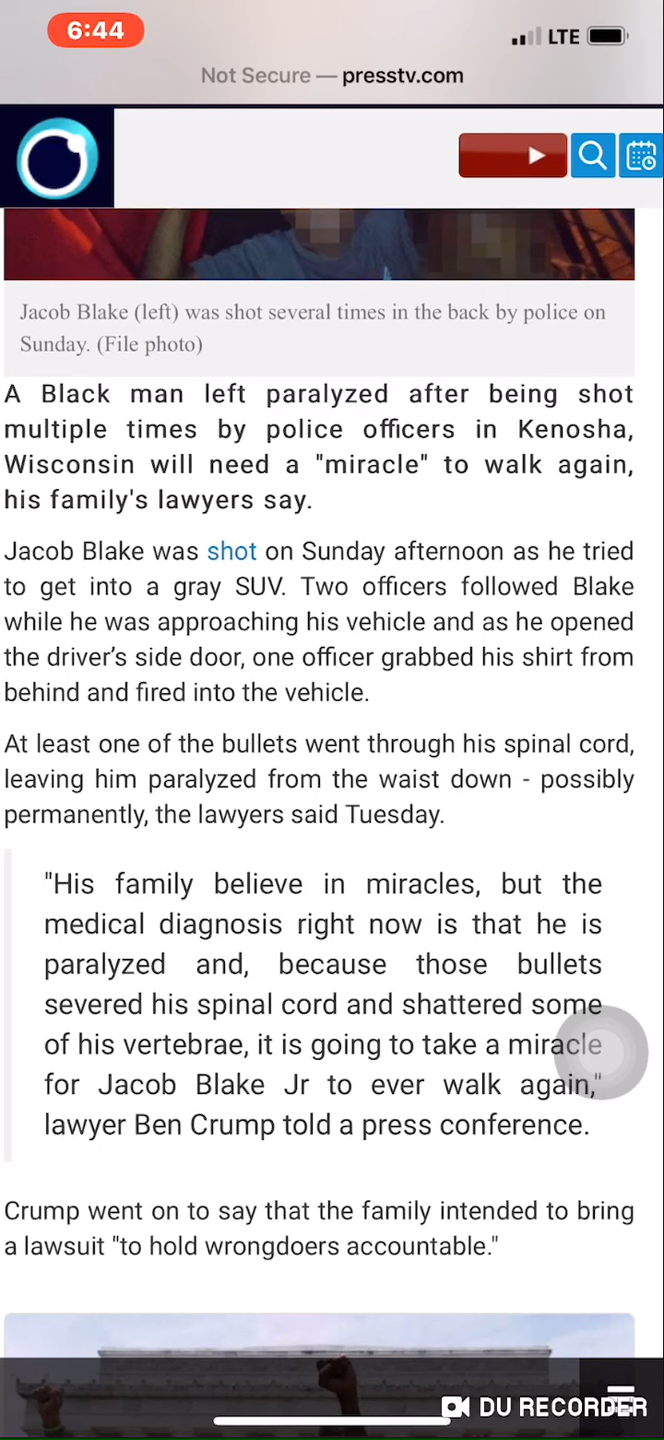 6:44
LTE
Not Secure — presstv.com
Jacob Blake (left) was shot several times in the back by police on
Sunday. (File photo)
A Black man left paralyzed after being shot
multiple times by police officers in Kenosha,
Wisconsin will need a "miracle" to walk again,
his family's lawyers say.
Jacob Blake was shot on Sunday afternoon as he tried
to get into a gray SUV. Two officers followed Blake
while he was approaching his vehicle and as he opened
the driver’s side door, one officer grabbed his shirt from
behind and fired into the vehicle.
At least one of the bullets went through his spinal cord,
leaving him paralyzed from the waist down - possibly
permanently, the lawyers said Tuesday.
"His family believe in miracles, but the
medical diagnosis right now is that he is
paralyzed and, because those bullets
severed his spinal cord and shattered some
of his vertebrae, it is going to take a miracle
for Jacob Blake Jr to ever walk again,"
lawyer Ben Crump told a press conference.
Crump went on to say that the family intended to bring
a lawsuit "to hold wrongdoers accountable."
DU RECORDER